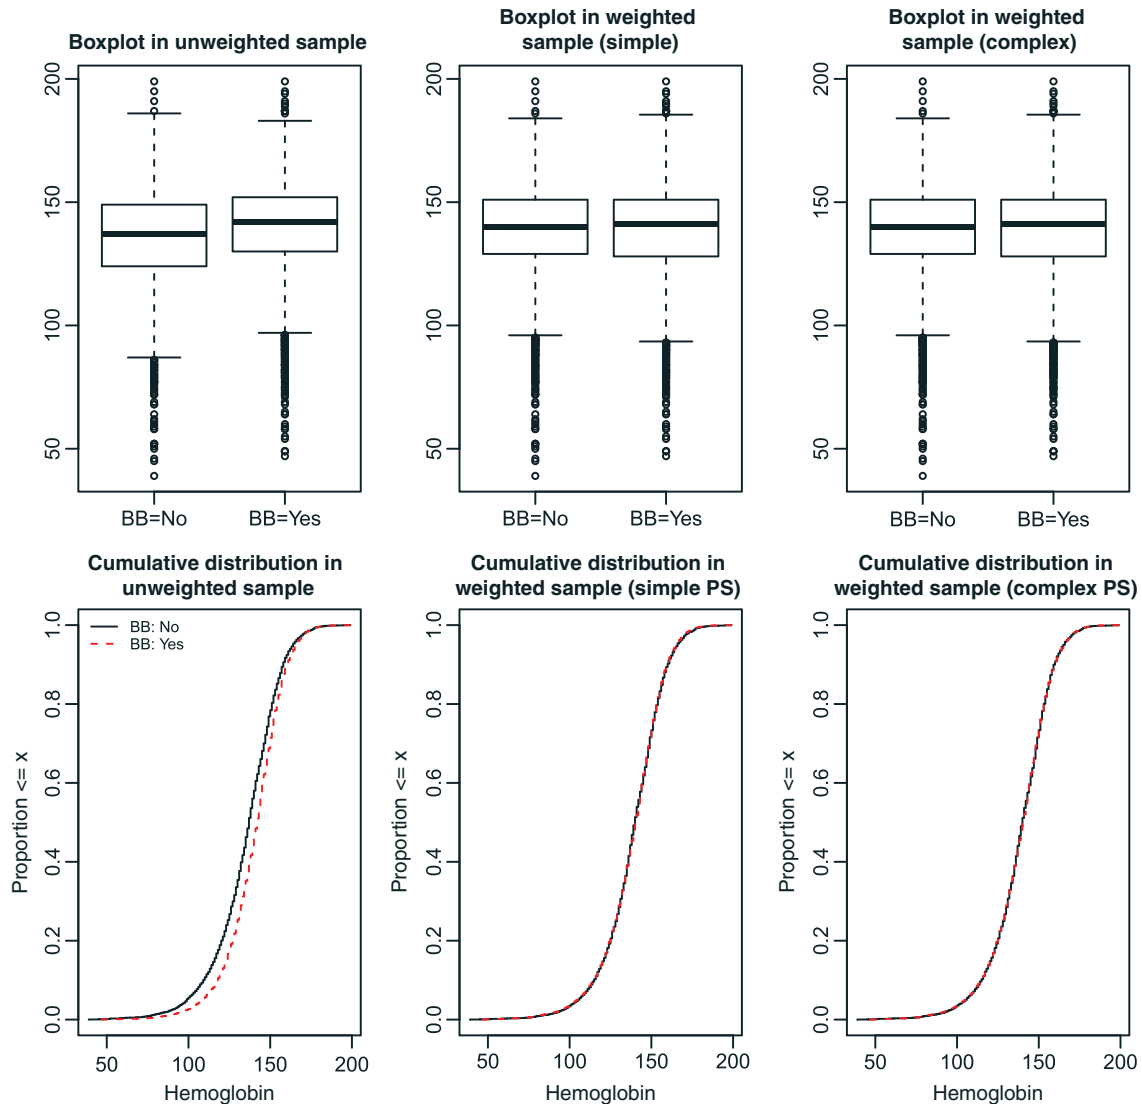 Boxplot in unweighted sample
Boxplot in weighted
sample (simple)
Boxplot in weighted
sample (complex)
200
150
100
50
BB=No
BB=Yes
200
150
100
50
BB=No
BB=Yes
200
150
100
50
BB=No
BB=Yes
Cumulative distribution in
unweighted sample
Cumulative distribution in
weighted sample (simple PS)
Cumulative distribution in
weighted sample (complex PS)
BB: No
BB: Yes
Proportion <= x
1.0
0.8
0.6
0.4
0.2
0.0
50
100
150
200
Hemoglobin
Proportion <= x
1.0
0.8
0.6
0.4
0.2
0.0
50
100
150
200
Hemoglobin
Proportion <= x
1.0
0.8
0.6
0.4
0.2
0.0
50
100
150
200
Hemoglobin